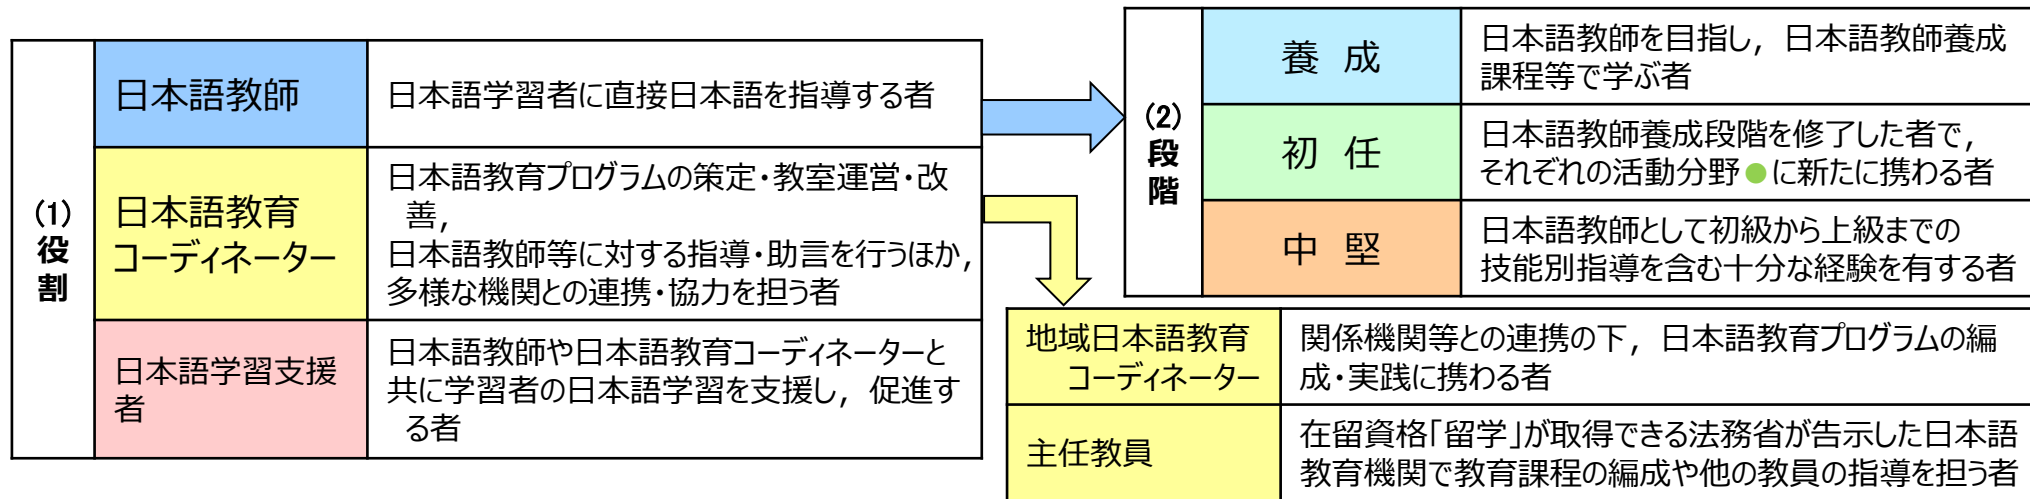 (1)
役
割
日本語教師
日本語学習者に直接日本語を指導する者
日本語教育
コーディネーター
日本語教育プログラムの策定・教室運営・改
善，
日本語教師等に対する指導・助言を行うほか，
多様な機関との連携・協力を担う者
日本語学習支援
者
日本語教師や日本語教育コーディネーターと
共に学習者の日本語学習を支援し，促進す
る者
(2)
段
階
養 成
日本語教師を目指し，日本語教師養成
課程等で学ぶ者
初 任
日本語教師養成段階を修了した者で，
それぞれの活動分野●に新たに携わる者
中 堅
日本語教師として初級から上級までの
技能別指導を含む十分な経験を有する者
地域日本語教育
コーディネーター
関係機関等との連携の下，日本語教育プログラムの編
成・実践に携わる者
主任教員
在留資格「留学」が取得できる法務省が告示した日本語
教育機関で教育課程の編成や他の教員の指導を担う者